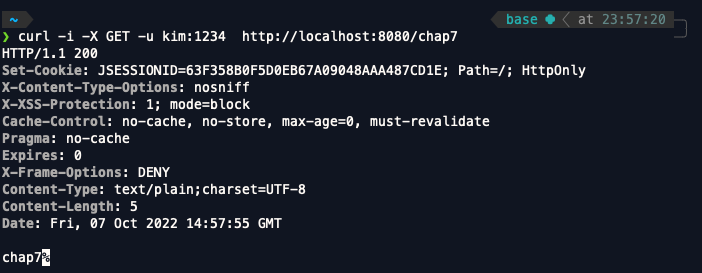 ~ base at 23:57:20
❯ curl -i -X GET -u kim:1234  http://localhost:8080/chap7
HTTP/1.1 200
Set-Cookie: JSESSIONID=63F358B0F5D0EB67A09048AAA487CD1E; Path=/; HttpOnly
X-Content-Type-Options: nosniff
X-XSS-Protection: 1; mode=block
Cache-Control: no-cache, no-store, max-age=0, must-revalidate
Pragma: no-cache
Expires: 0
X-Frame-Options: DENY
Content-Type: text/plain;charset=UTF-8
Content-Length: 5
Date: Fri, 07 Oct 2022 14:57:55 GMT

chap7%